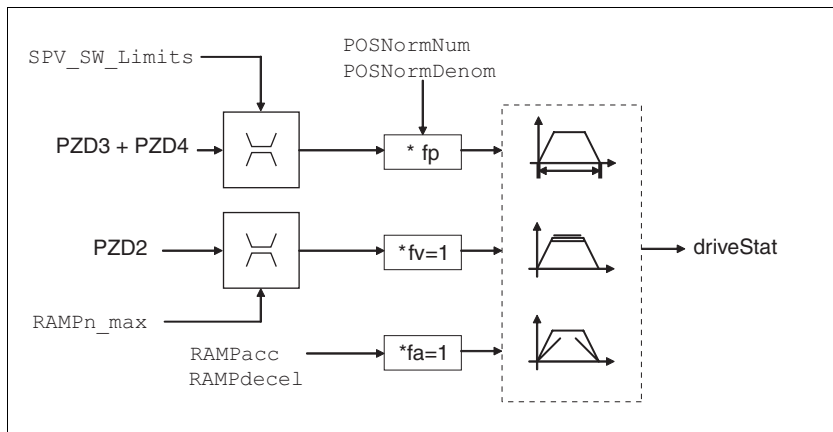 POSNormNum
POSNormDenom
SPV_SW_Limits
PZD3 + PZD4
* fp
PZD2
*fv=1
driveStat
RAMPn_max
RAMPacc
RAMPdecel
*fa=1